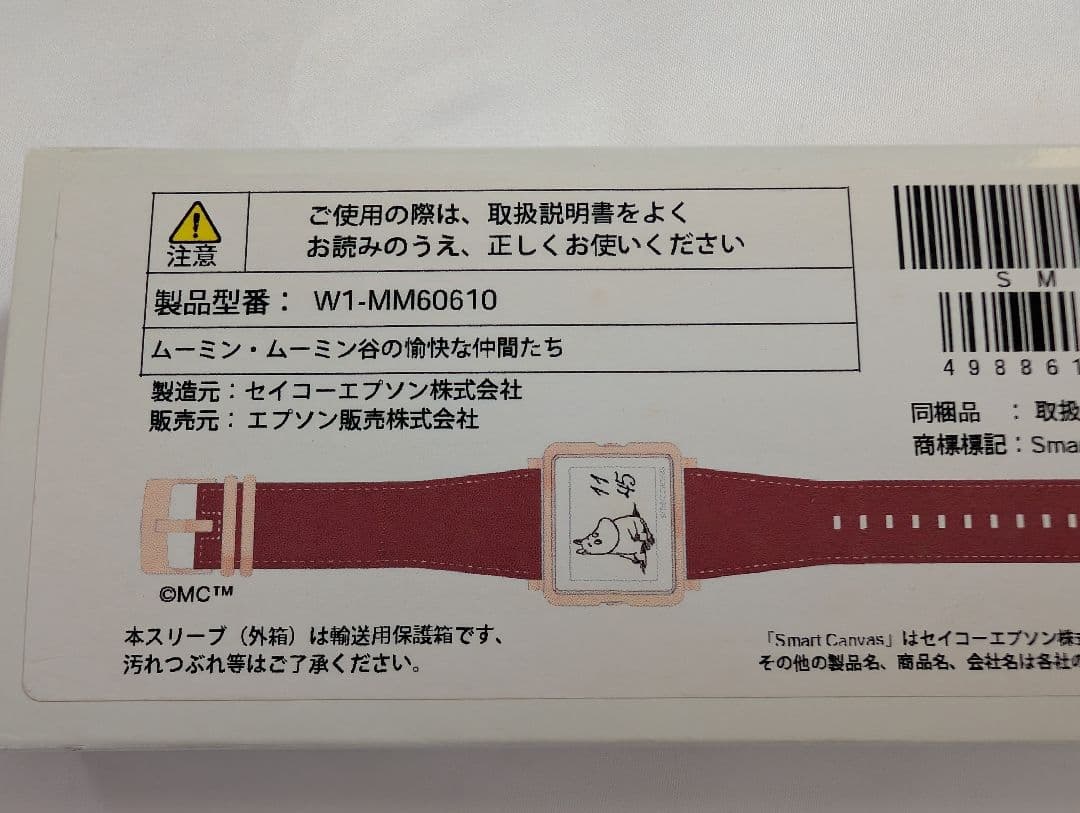 注意
ご使用の際は、取扱説明書をよく
お読みのうえ、正しくお使いください
製品型番： W1-MM60610
ムーミン・ムーミン谷の愉快な仲間たち
製造元：セイコーエプソン株式会社
販売元：エプソン販売株式会社
S M
498861
同梱品 ：取扱
商標標記：Smar
11
45
©MC™
本スリーブ（外箱）は輸送用保護箱です、
汚れつぶれ等はご了承ください。
「Smart Canvas」はセイコーエプソン株式
その他の製品名、商品名、会社名は各社の